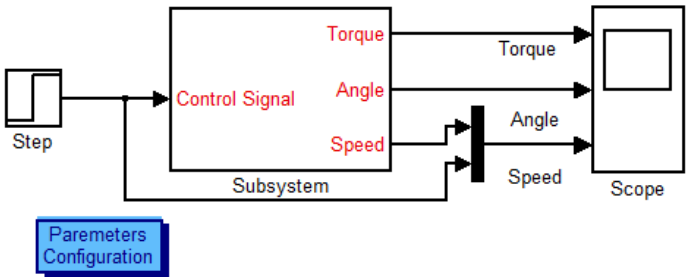 Torque
Torque
Control Signal
Angle
Angle
Speed
Speed
Step
Subsystem
Scope
Paremeters
Configuration